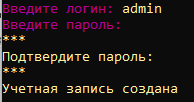 Введите логин: admin
Введите пароль:
***
Подтвердите пароль:
***
Учетная запись создана